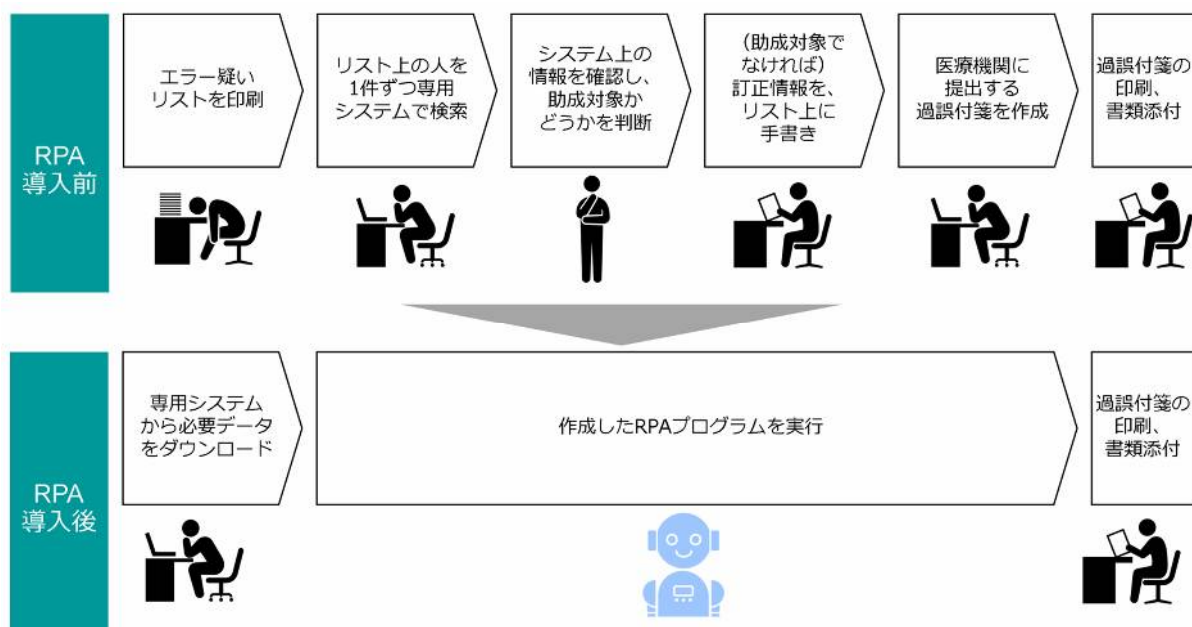 RPA
導入前
エラー疑い
リストを印刷
リスト上の人を
1件ずつ専用
システムで検索
システム上の
情報を確認し、
助成対象か
どうかを判断
（助成対象で
なければ）
訂正情報を、
リスト上に
手書き
医療機関に
提出する
過誤付箋を作成
過誤付箋の
印刷、
書類添付
RPA
導入後
専用システム
から必要データ
をダウンロード
作成したRPAプログラムを実行
過誤付箋の
印刷、
書類添付